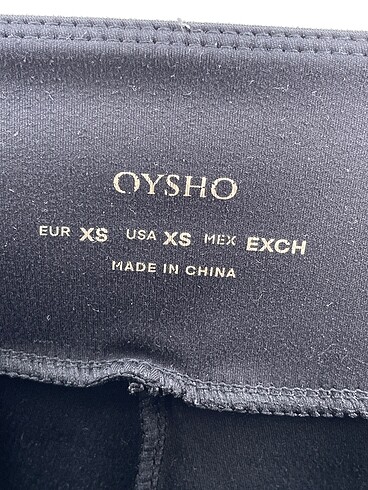 OYSHO
EUR XS USA XS MEX EXCH
MADE IN CHINA